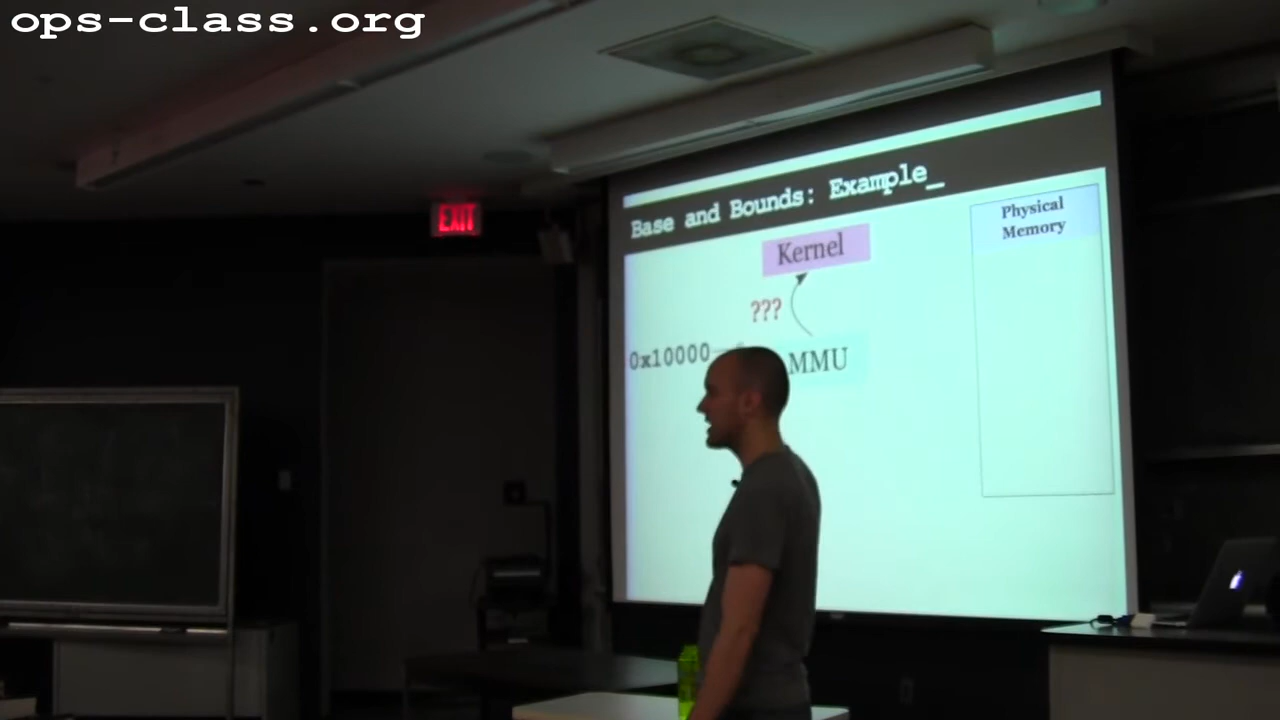 ops-class.org
EXIT
Base and Bounds: Example_
Kernel
???
0x10000
MMU
Physical
Memory